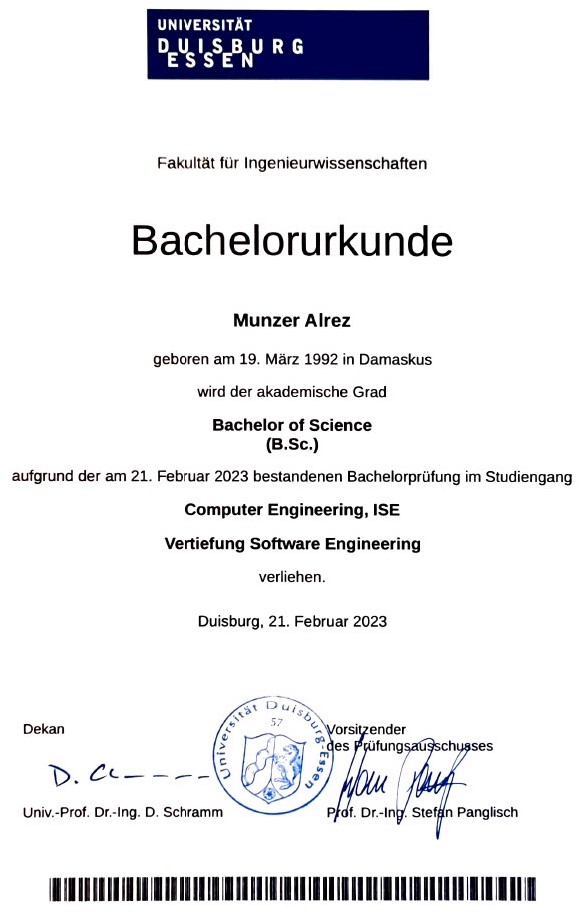 UNIVERSITÄT
DUISBURG
ESSEN
Fakultät für Ingenieurwissenschaften
Bachelorurkunde
Munzer Alrez
geboren am 19. März 1992 in Damaskus
wird der akademische Grad
Bachelor of Science
(B.Sc.)
aufgrund der am 21. Februar 2023 bestandenen Bachelorprüfung im Studiengang
Computer Engineering, ISE
Vertiefung Software Engineering
verliehen.
Duisburg, 21. Februar 2023
Dekan
Universität Duisburg-Essen
57
Vorsitzender
des Prüfungsausschusses
D.
Univ.-Prof. Dr.-Ing. D. Schramm
Prof. Dr.-Ing. Stefan Panglisch